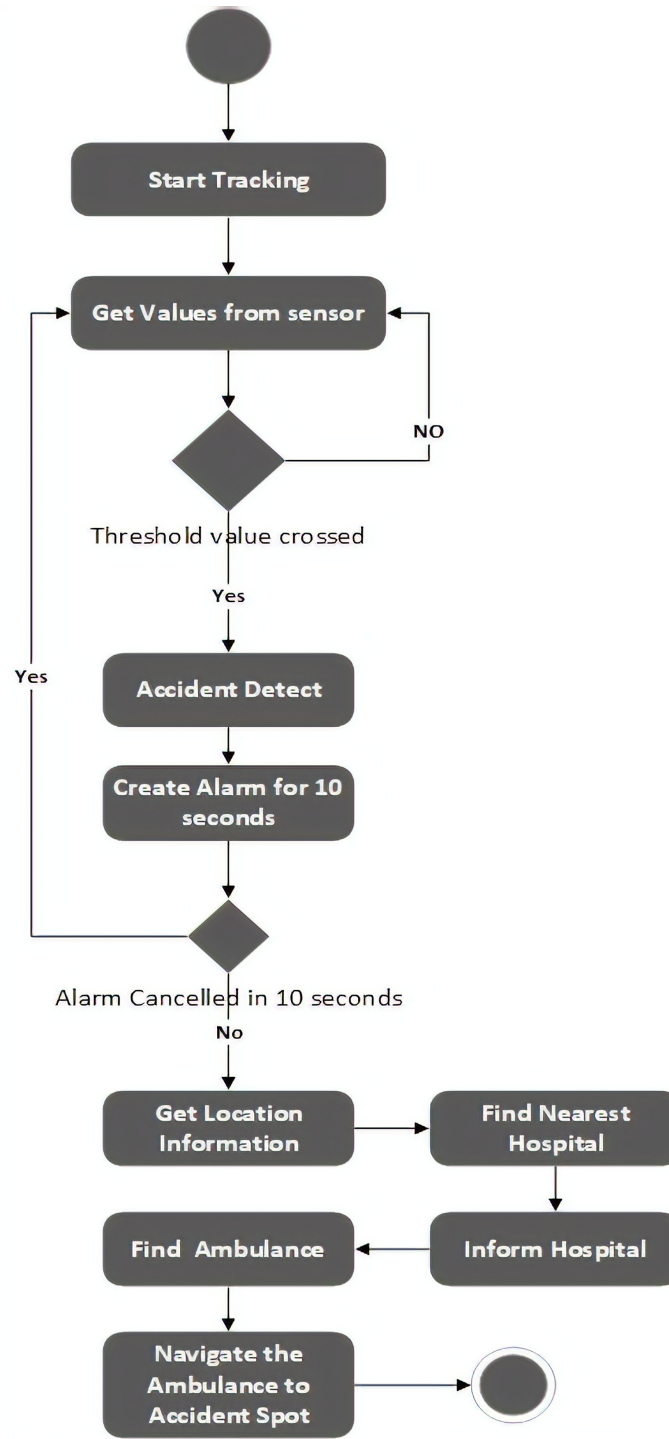 Start Tracking
Get Values from sensor
NO
Threshold value crossed
Yes
Yes
Accident Detect
Create Alarm for 10
seconds
Alarm Cancelled in 10 seconds
No
Get Location
Information
Find Nearest
Hospital
Inform Hospital
Find Ambulance
Navigate the
Ambulance to
Accident Spot